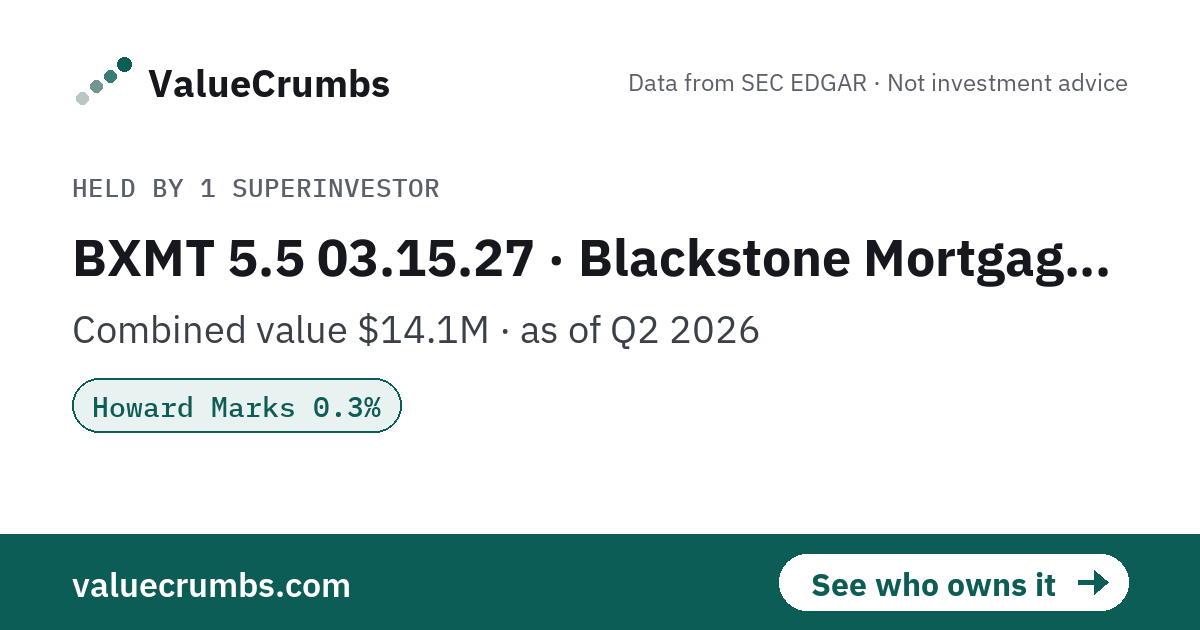 ValueCrumbs
Data from SEC EDGAR · Not investment advice
HELD BY 1 SUPERINVESTOR
BXMT 5.5 03.15.27 · Blackstone Mortgag...
Combined value $14.1M · as of Q2 2026
Howard Marks 0.3%
valuecrumbs.com
See who owns it →